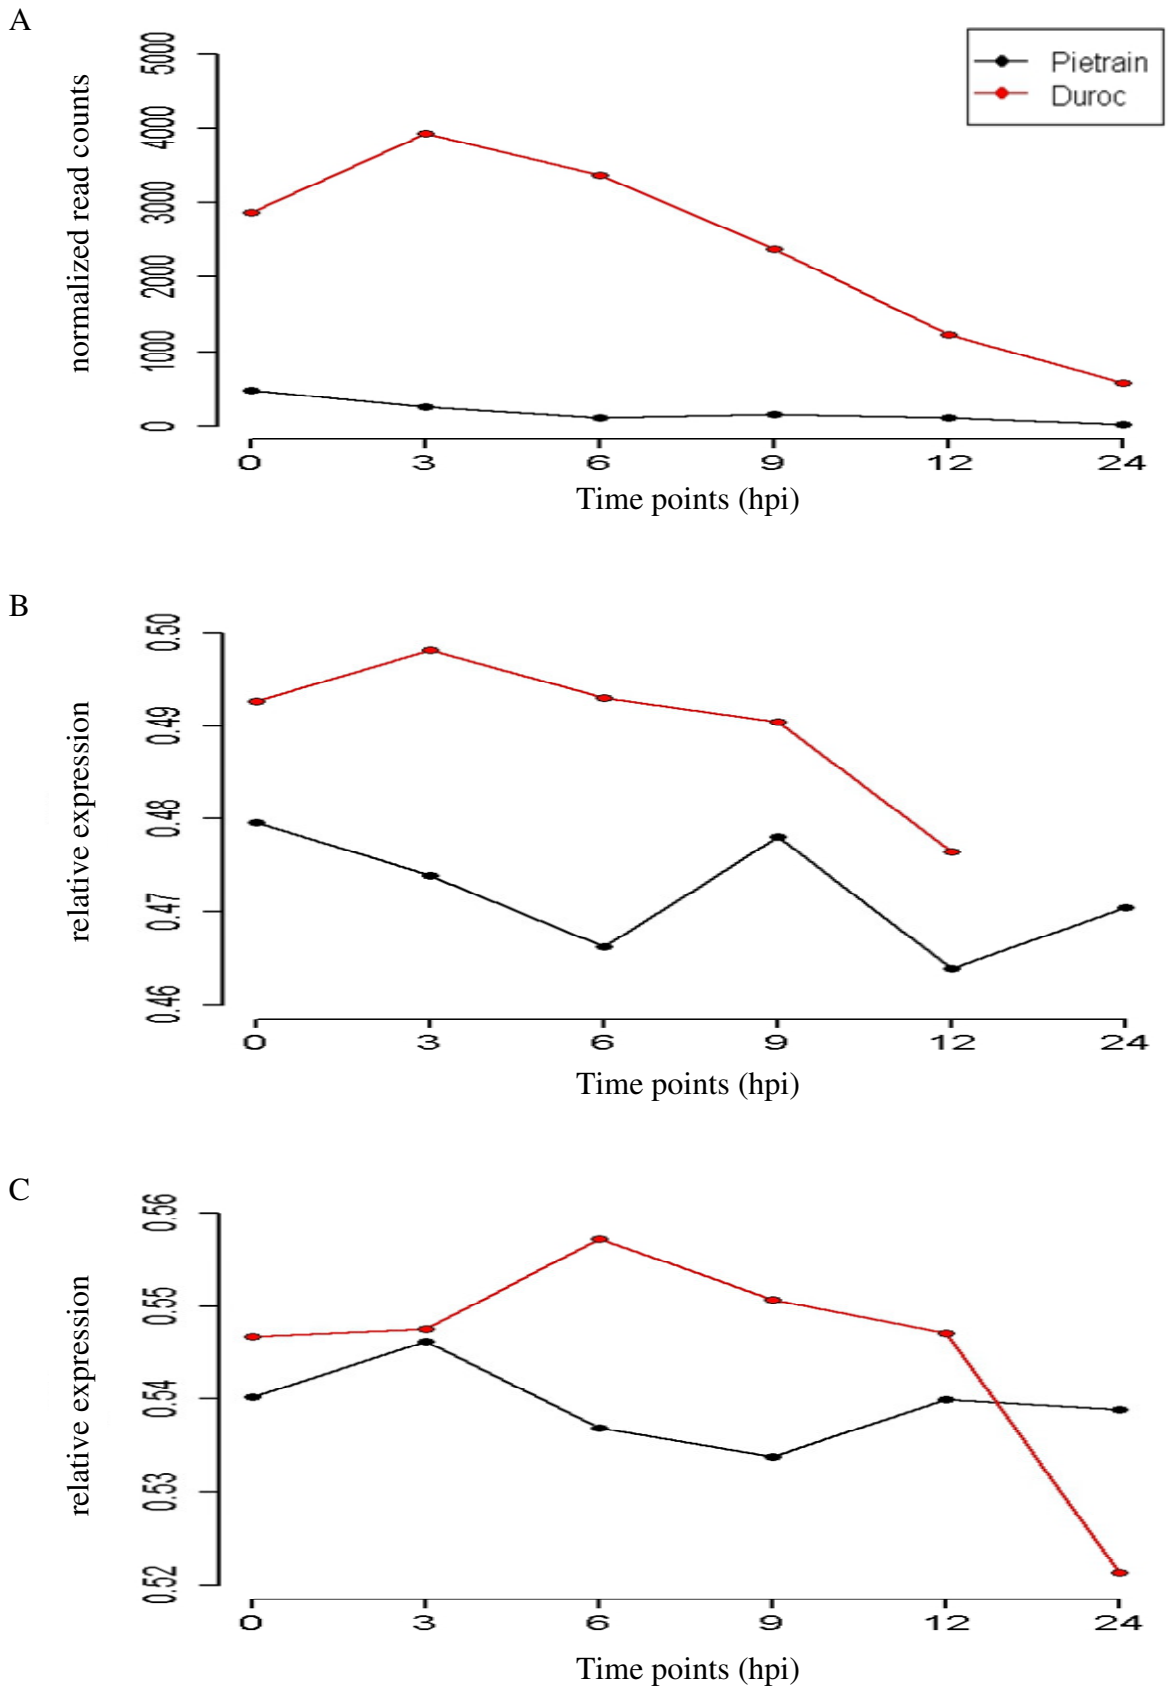 A
normalized read counts
5000
4000
3000
2000
1000
0
Pietrain
Duroc
0 3 6 9 12 24
Time points (hpi)
B
relative expression
0.50
0.49
0.48
0.47
0.46
0 3 6 9 12 24
Time points (hpi)
C
relative expression
0.56
0.55
0.54
0.53
0.52
0 3 6 9 12 24
Time points (hpi)